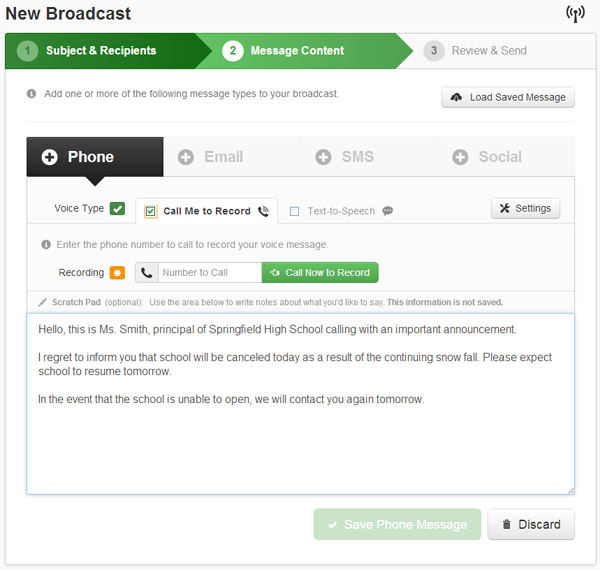 New Broadcast
1 Subject & Recipients 2 Message Content 3 Review & Send
Add one or more of the following message types to your broadcast. Load Saved Message
Phone Email SMS Social
Voice Type Call Me to Record Text-to-Speech Settings
Enter the phone number to call to record your voice message.
Recording Number to Call Call Now to Record
Scratch Pad (optional): Use the area below to write notes about what you'd like to say. This information is not saved.
Hello, this is Ms. Smith, principal of Springfield High School calling with an important announcement.
I regret to inform you that school will be canceled today as a result of the continuing snow fall. Please expect
school to resume tomorrow.
In the event that the school is unable to open, we will contact you again tomorrow.
Save Phone Message Discard